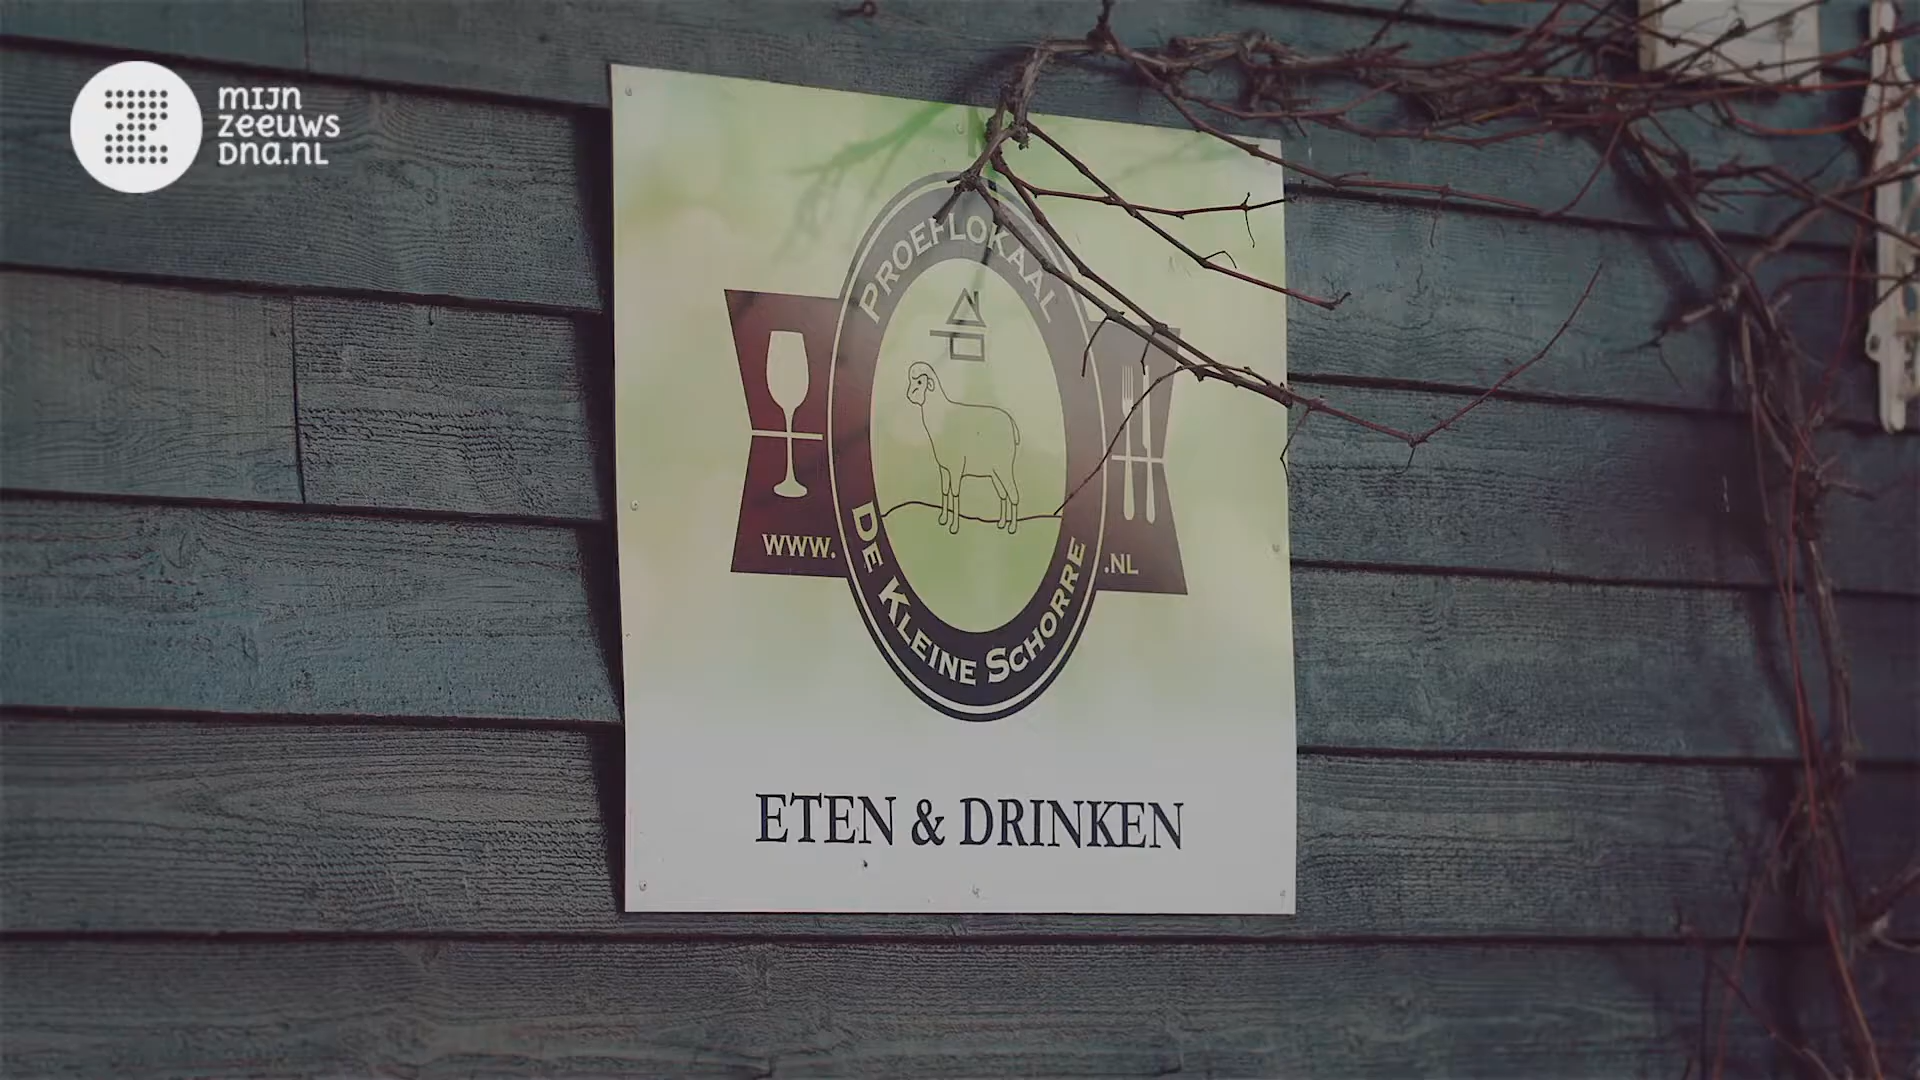 mijn
zeeuws
Dna.nl
PROEFLOKAAL
WWW.
DE KLEINE SCHORRE
.NL
ETEN & DRINKEN